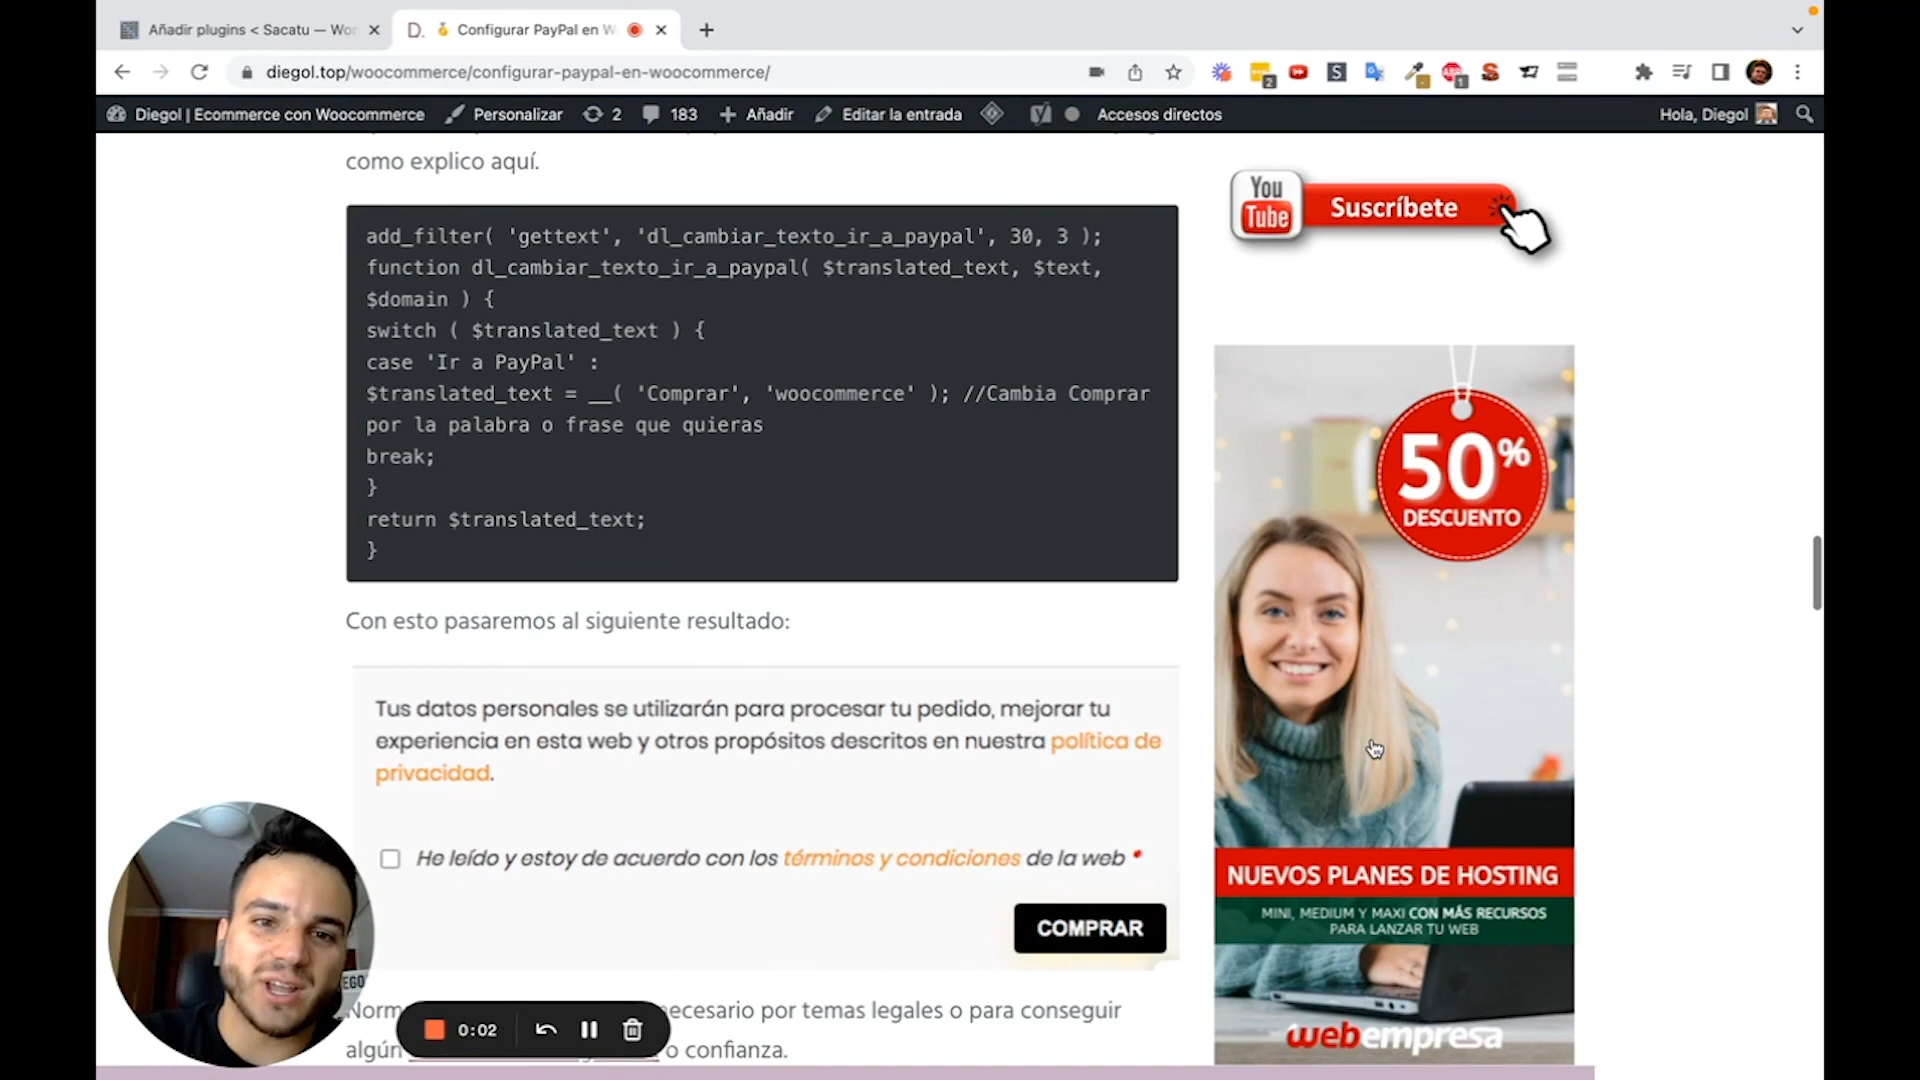 Añadir plugins < Sacatu — Wor
D. Configurar PayPal en W
diegol.top/woocommerce/configurar-paypal-en-woocommerce/
Diegol | Ecommerce con Woocommerce Personalizar 2 183 Añadir Editar la entrada Accesos directos Hola, Diegol
como explico aquí.
add_filter( 'gettext', 'dl_cambiar_texto_ir_a_paypal', 30, 3 );
function dl_cambiar_texto_ir_a_paypal( $translated_text, $text,
$domain ) {
switch ( $translated_text ) {
case 'Ir a PayPal' :
$translated_text = __( 'Comprar', 'woocommerce' ); //Cambia Comprar
por la palabra o frase que quieras
break;
}
return $translated_text;
}
Con esto pasaremos al siguiente resultado:
Tus datos personales se utilizarán para procesar tu pedido, mejorar tu
experiencia en esta web y otros propósitos descritos en nuestra política de
privacidad.
He leído y estoy de acuerdo con los términos y condiciones de la web *
COMPRAR
Norm
ecesario por temas legales o para conseguir
algún
o confianza.
0:02
You
Tube
Suscríbete
50%
DESCUENTO
NUEVOS PLANES DE HOSTING
MINI, MEDIUM Y MAXI CON MÁS RECURSOS
PARA LANZAR TU WEB
webempresa